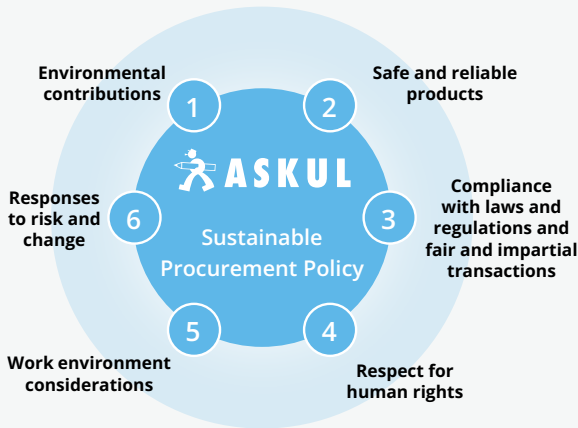 Environmental
contributions
1
2
Safe and reliable
products
ASKUL
Sustainable
Procurement Policy
3
Compliance
with laws and
regulations and
fair and impartial
transactions
4
Respect for
human rights
5
Work environment
considerations
6
Responses
to risk and
change